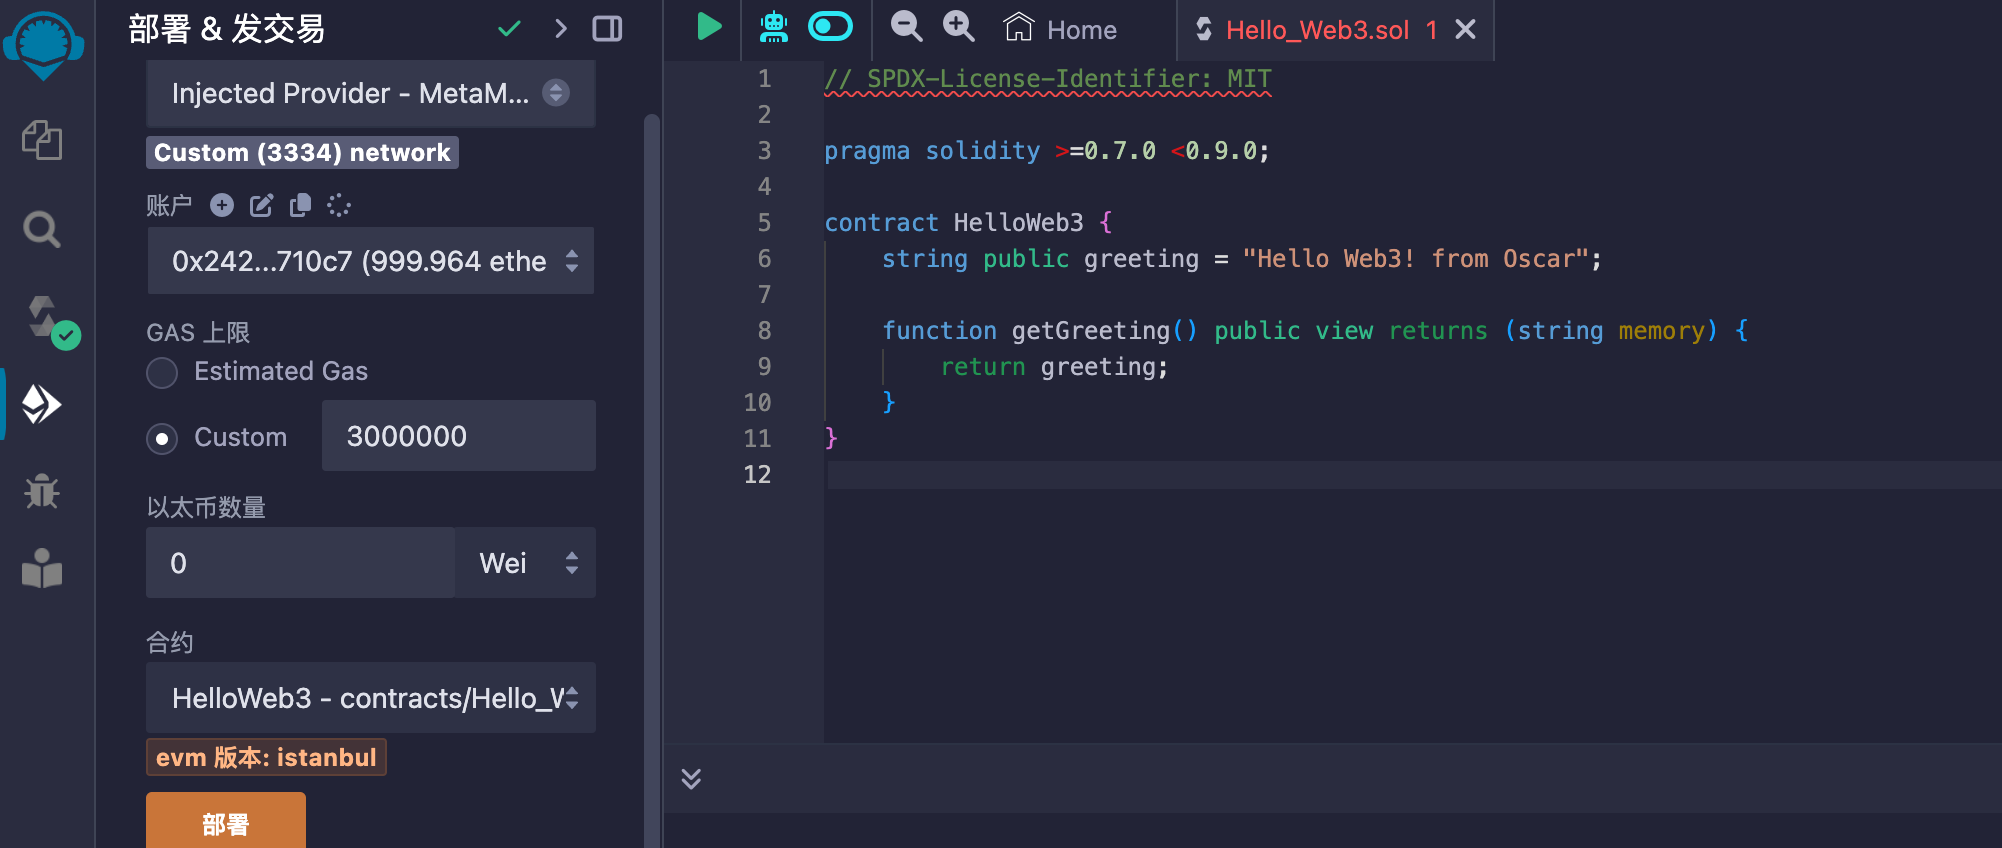 部署 & 发交易
Injected Provider - MetaM...
Custom (3334) network
账户
0x242...710c7 (999.964 ethe
GAS 上限
Estimated Gas
Custom
3000000
以太币数量
0
Wei
合约
HelloWeb3 - contracts/Hello_W
evm 版本: istanbul
部署
Home
Hello_Web3.sol 1
1 // SPDX-License-Identifier: MIT
2
3 pragma solidity >=0.7.0 <0.9.0;
4
5 contract HelloWeb3 {
6 string public greeting = "Hello Web3! from Oscar";
7
8 function getGreeting() public view returns (string memory) {
9 return greeting;
10 }
11 }
12